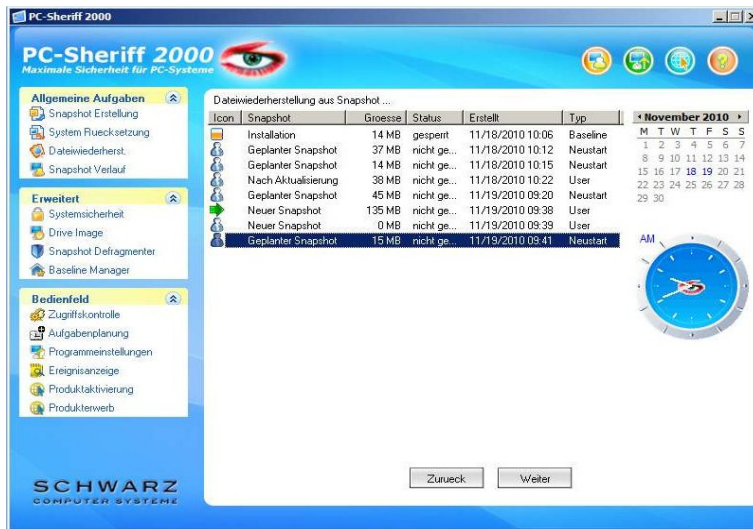 PC-Sheriff 2000
PC-Sheriff 2000
Maximale Sicherheit für PC-Systeme
Allgemeine Aufgaben
Snapshot Erstellung
System Ruecksetzung
Dateiwiederherst.
Snapshot Verlauf
Erweitert
Systemsicherheit
Drive Image
Snapshot Defragmenter
Baseline Manager
Bedienfeld
Zugriffskontrolle
Aufgabenplanung
Programmeinstellungen
Ereignisanzeige
Produktaktivierung
Produkterwerb
SCHWARZ
COMPUTER SYSTEME
Dateiwiederherstellung aus Snapshot ...
Icon Snapshot Groesse Status Erstellt Typ
Installation 14 MB gesperrt 11/18/2010 10:06 Baseline
Geplanter Snapshot 37 MB nicht ge... 11/18/2010 10:12 Neustart
Geplanter Snapshot 14 MB nicht ge... 11/18/2010 10:15 Neustart
Nach Aktualisierung 38 MB nicht ge... 11/18/2010 10:22 User
Geplanter Snapshot 45 MB nicht ge... 11/19/2010 09:20 Neustart
Neuer Snapshot 135 MB nicht ge... 11/19/2010 09:38 User
Neuer Snapshot 0 MB nicht ge... 11/19/2010 09:39 User
Geplanter Snapshot 15 MB nicht ge... 11/19/2010 09:41 Neustart
November 2010
M T W T F S S
1 2 3 4 5 6 7
8 9 10 11 12 13 14
15 16 17 18 19 20 21
22 23 24 25 26 27 28
29 30
AM
Zurueck
Weiter